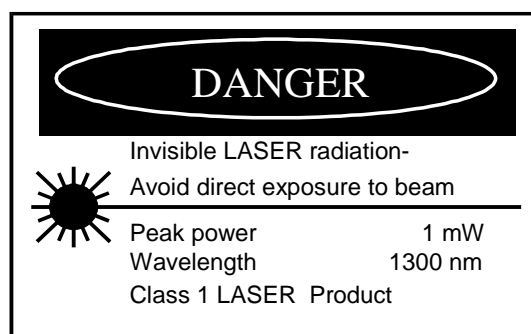 DANGER
Invisible LASER radiation-
Avoid direct exposure to beam
Peak power 1 mW
Wavelength 1300 nm
Class 1 LASER Product